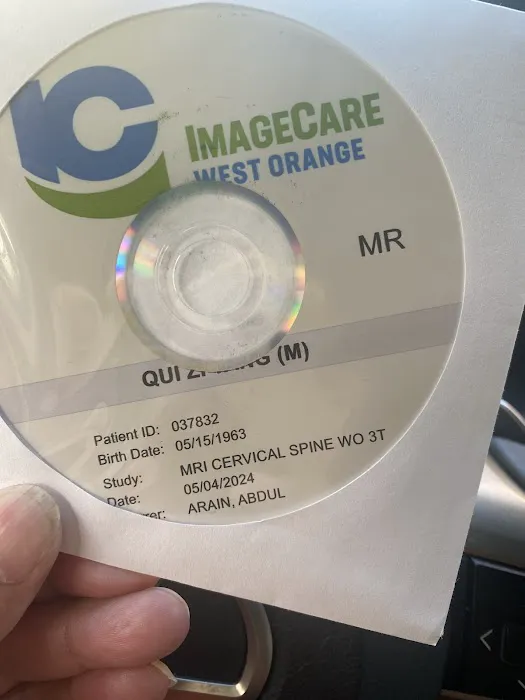 IC
IMAGECARE
WEST ORANGE
MR
QUI (M)
Patient ID: 037832
Birth Date: 05/15/1963
Study: MRI CERVICAL SPINE WO 3T
Date: 05/04/2024
ARAIN, ABDUL